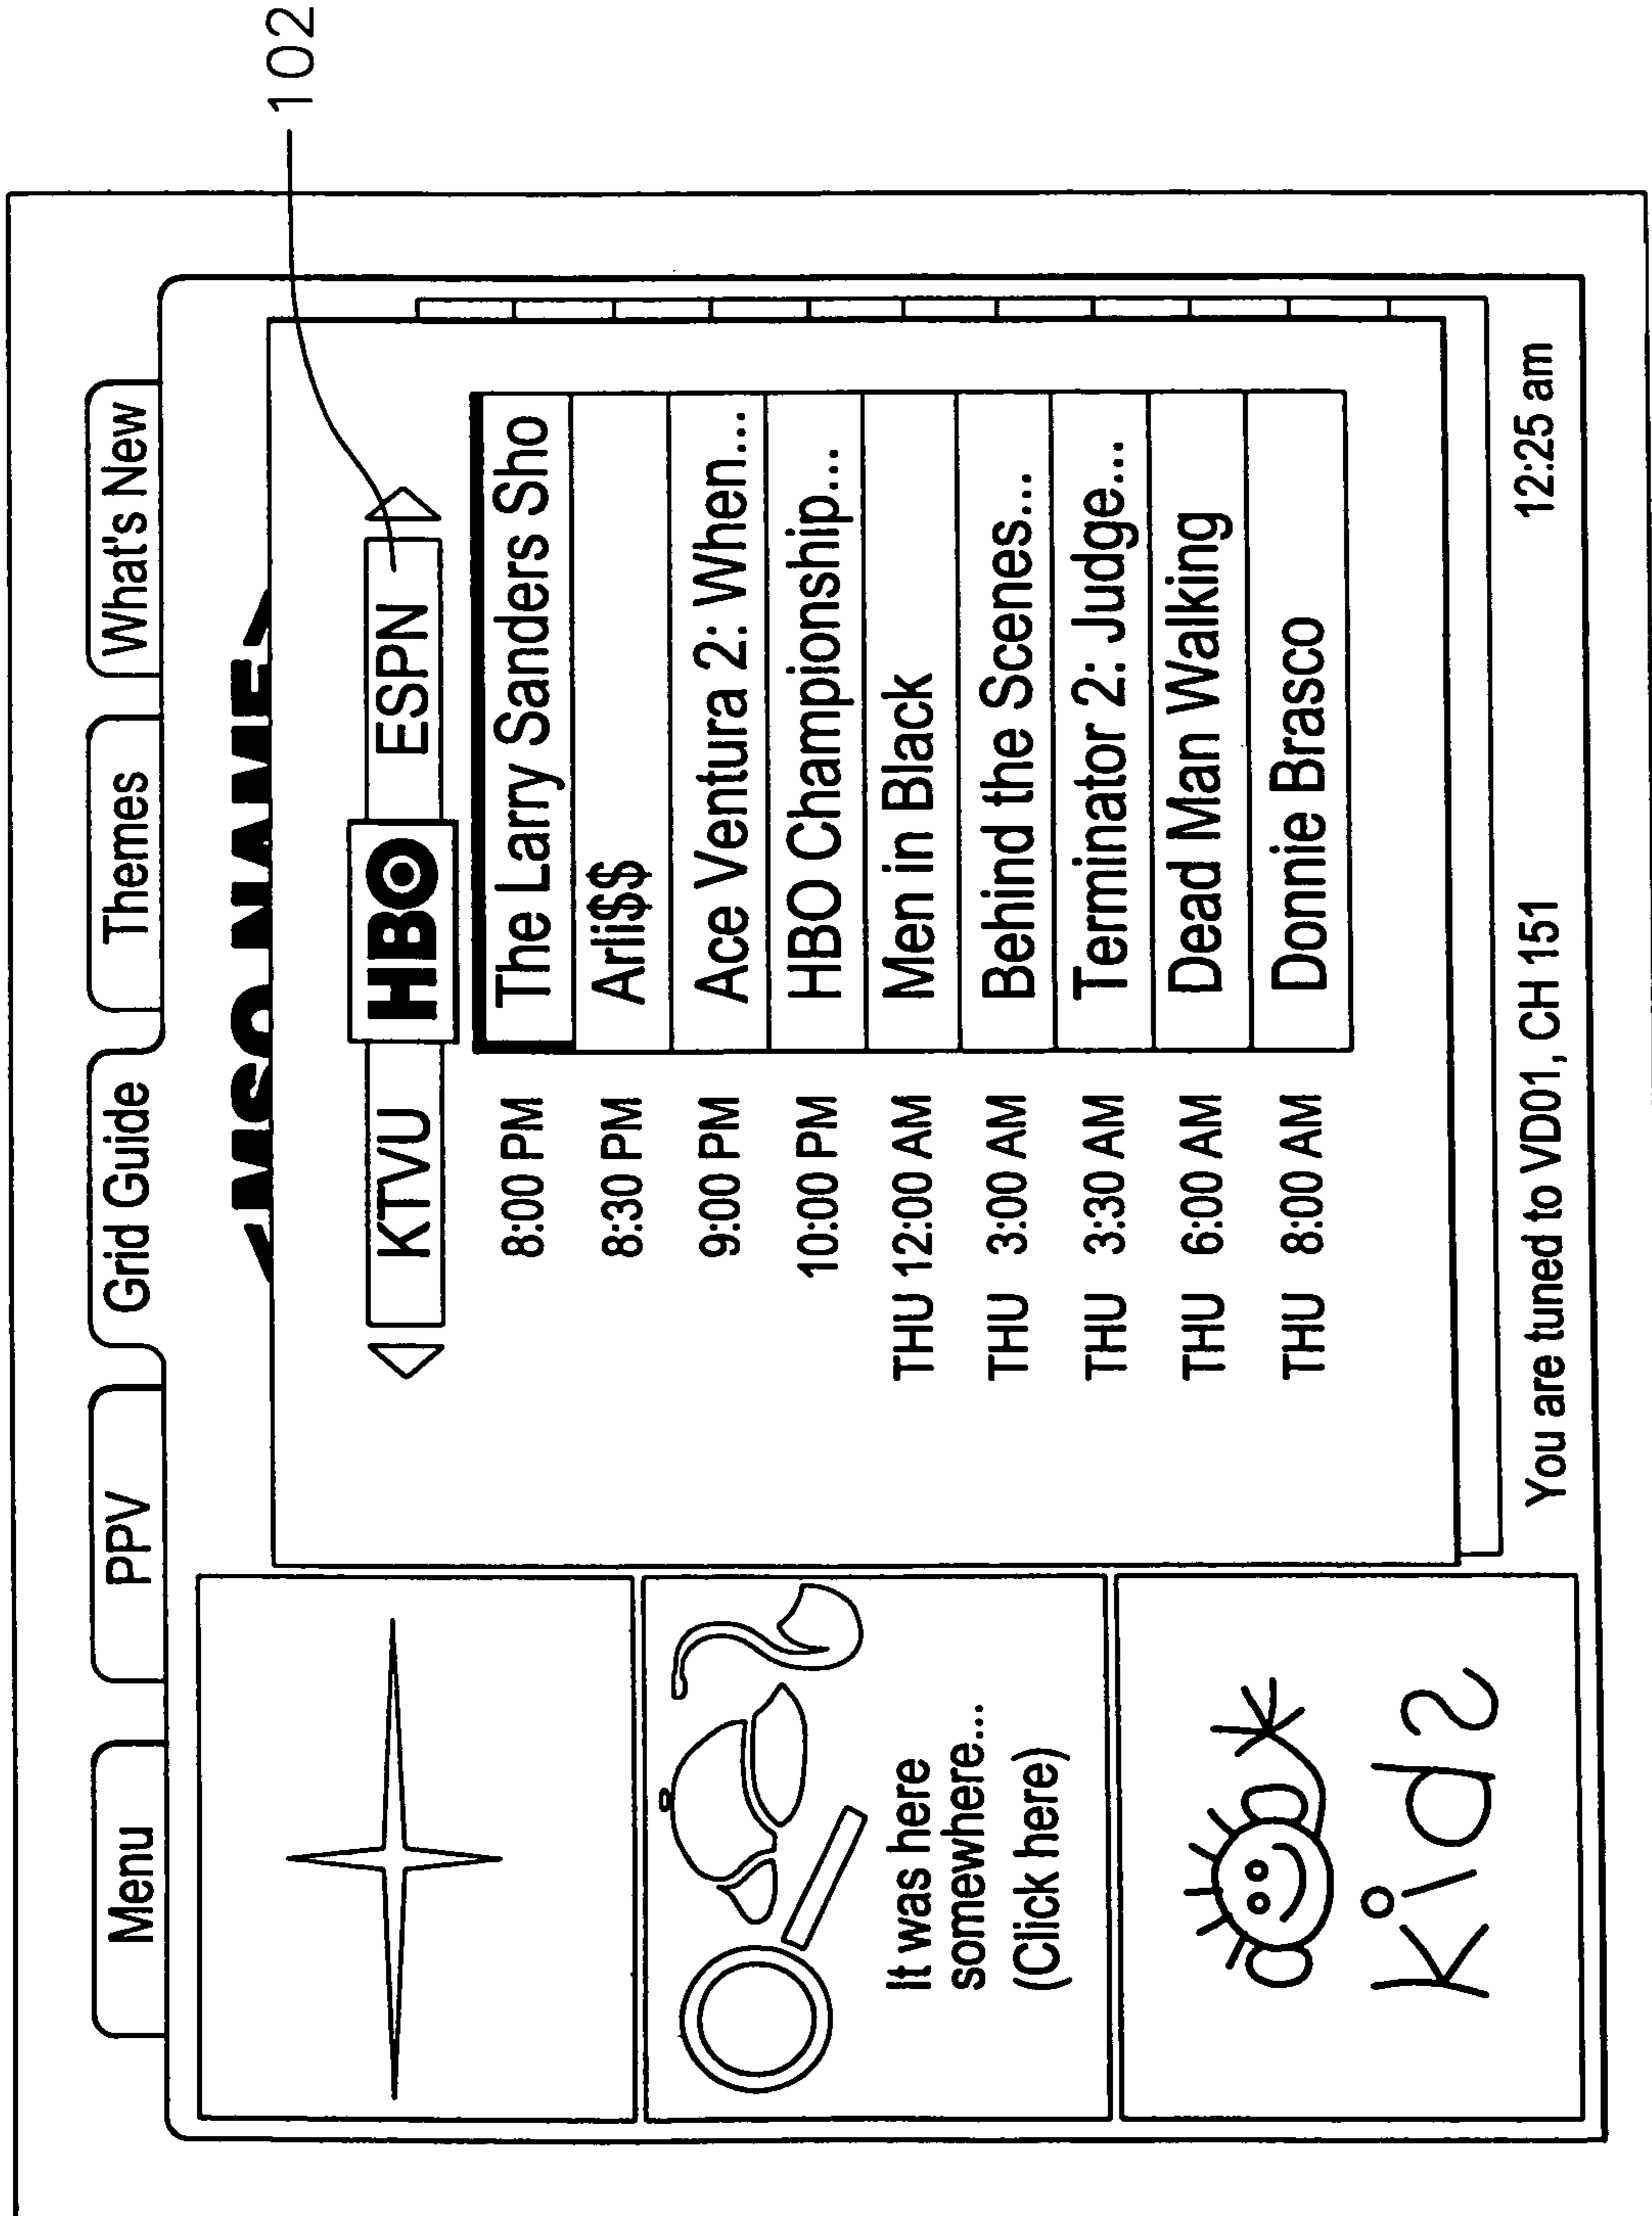 102
Menu
PPV
Grid Guide
Themes
What's New
<MSO NAME>
KTVU HBO ESPN
8:00 PM The Larry Sanders Sho
8:30 PM Arli$$
9:00 PM Ace Ventura 2: When...
10:00 PM HBO Championship...
THU 12:00 AM Men in Black
THU 3:00 AM Behind the Scenes...
THU 3:30 AM Terminator 2: Judge...
THU 6:00 AM Dead Man Walking
THU 8:00 AM Donnie Brasco
It was here
somewhere...
(Click here)
Kids
You are tuned to VD01, CH 151 12:25 am